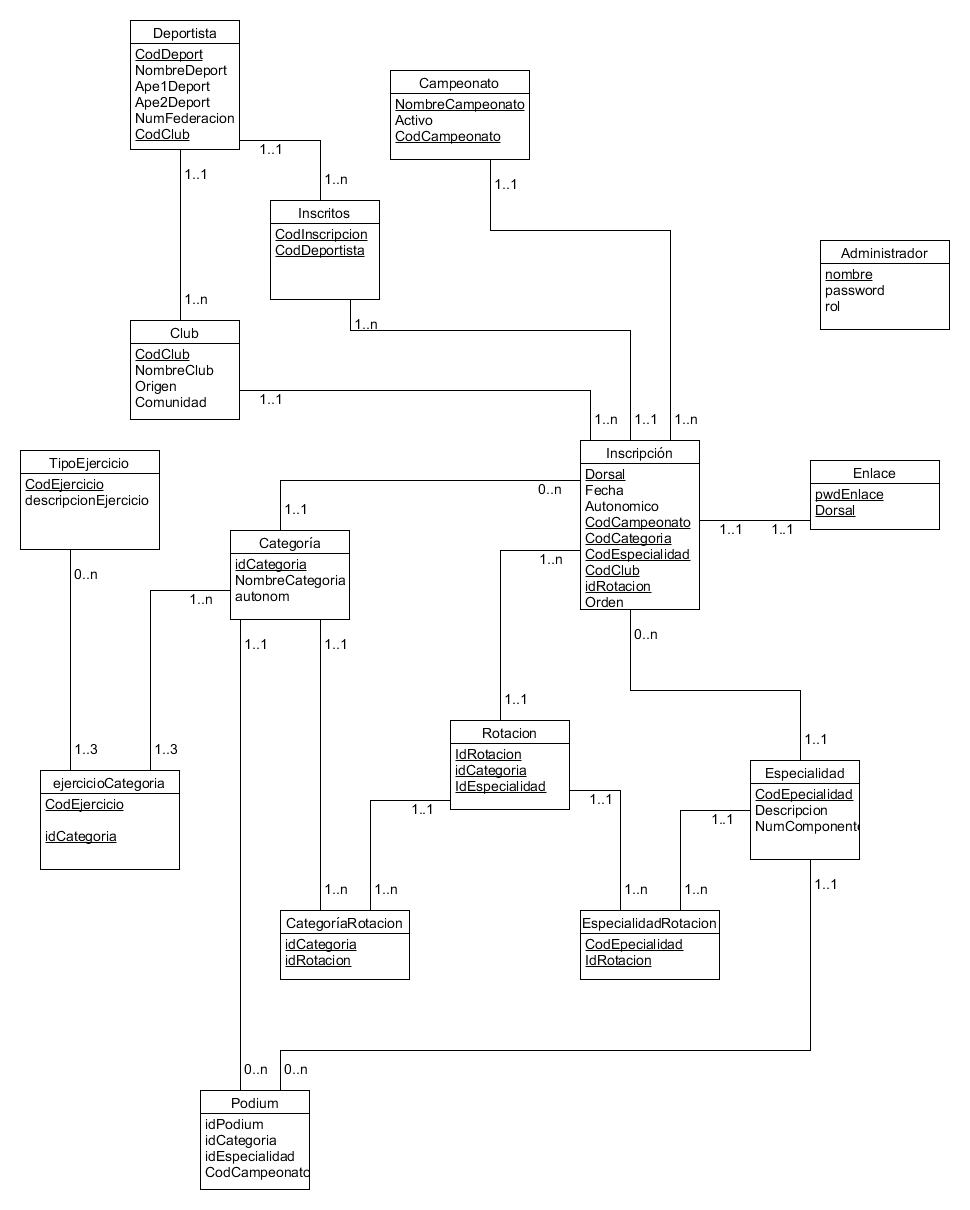 Deportista
CodDeport
NombreDeport
Ape1Deport
Ape2Deport
NumFederacion
CodClub
1..1
1..1
1..n
1..n
Campeonato
NombreCampeonato
Activo
CodCampeonato
1..1
Inscritos
CodInscripcion
CodDeportista
1..n
Administrador
nombre
password
rol
Club
CodClub
NombreClub
Origen
Comunidad
1..1
1..n
1..1
1..n
TipoEjercicio
CodEjercicio
descripcionEjercicio
0..n
Inscripción
Dorsal
Fecha
Autonomico
CodCampeonato
CodCategoria
CodEspecialidad
CodClub
idRotacion
Orden
0..n
1..n
1..1
0..n
Enlace
pwdEnlace
Dorsal
1..1
1..1
Categoría
idCategoria
NombreCategoria
autonom
1..n
1..1
1..1
1..3
1..3
ejercicioCategoria
CodEjercicio
idCategoria
1..1
Rotacion
IdRotacion
idCategoria
IdEspecialidad
1..1
1..1
1..1
Especialidad
CodEpecialidad
Descripcion
NumComponente
1..1
1..1
1..n
1..n
1..n
1..n
CategoríaRotacion
idCategoria
idRotacion
EspecialidadRotacion
CodEpecialidad
IdRotacion
0..n
0..n
Podium
idPodium
idCategoria
idEspecialidad
CodCampeonato